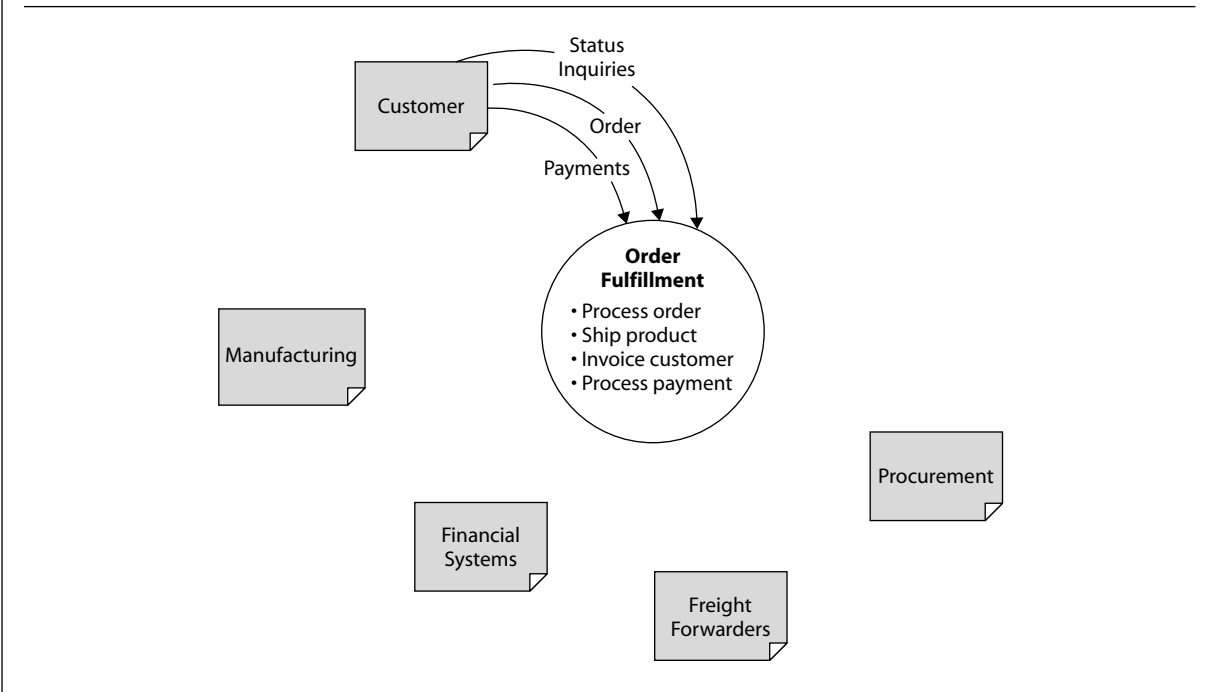 Status
Inquiries
Customer
Order
Payments
Order
Fulfillment
• Process order
• Ship product
• Invoice customer
• Process payment
Manufacturing
Procurement
Financial
Systems
Freight
Forwarders